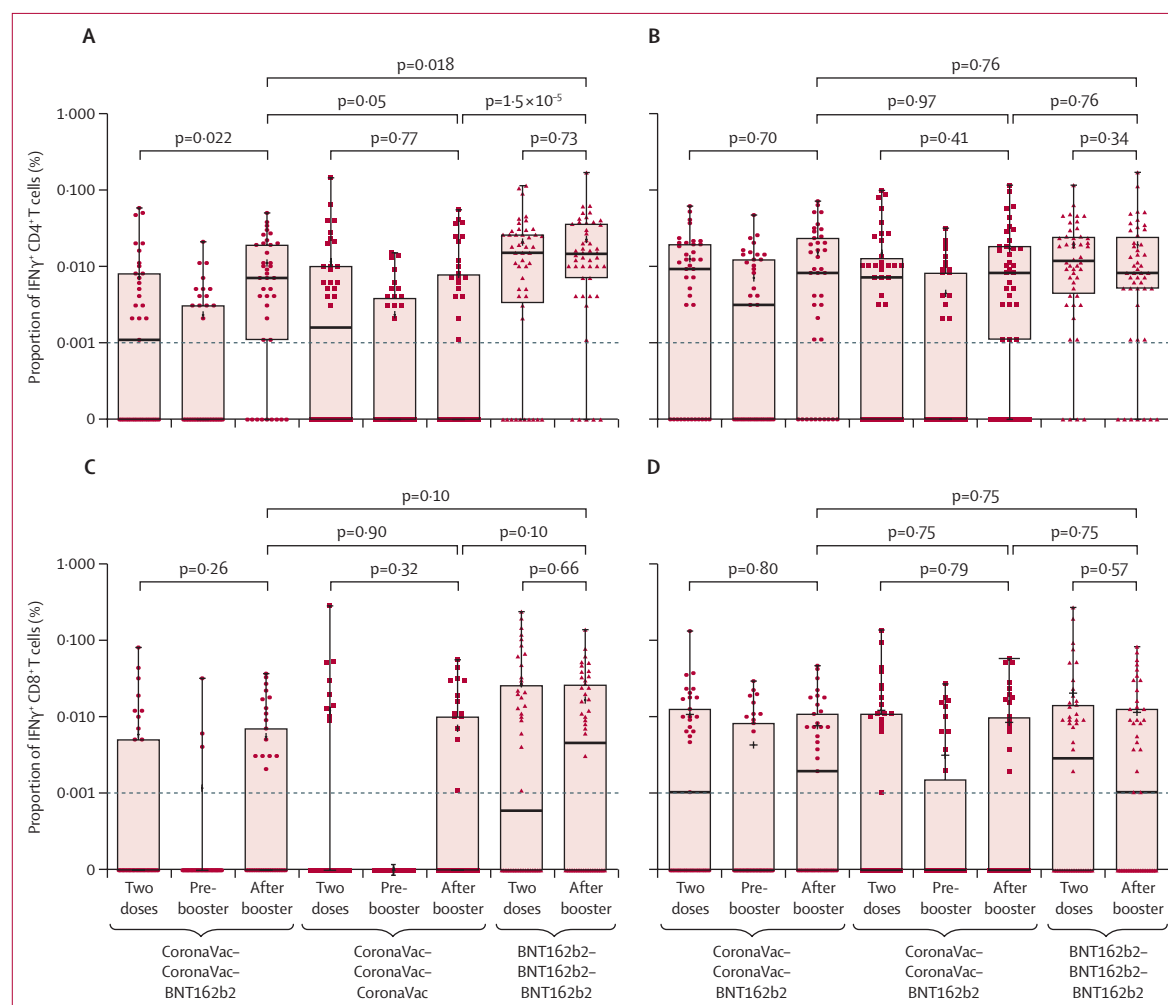 A
B
p=0·018
p=0·76
p=0·05
p=1·5×10⁻⁵
p=0·97
p=0·76
p=0·022
p=0·77
p=0·73
p=0·70
p=0·41
p=0·34
Proportion of IFNγ⁺ CD4⁺T cells (%)
1·000
0·100
0·010
0·001
0
C
D
p=0·10
p=0·75
p=0·90
p=0·10
p=0·75
p=0·75
p=0·26
p=0·32
p=0·66
p=0·80
p=0·79
p=0·57
Proportion of IFNγ⁺ CD8⁺T cells (%)
1·000
0·100
0·010
0·001
0
Two doses
Pre-booster
After booster
Two doses
Pre-booster
After booster
Two doses
After booster
Two doses
Pre-booster
After booster
Two doses
Pre-booster
After booster
Two doses
After booster
CoronaVac–
CoronaVac–
BNT162b2
CoronaVac–
CoronaVac–
CoronaVac
BNT162b2–
BNT162b2–
BNT162b2
CoronaVac–
CoronaVac–
BNT162b2
CoronaVac–
CoronaVac–
BNT162b2
BNT162b2–
BNT162b2–
BNT162b2